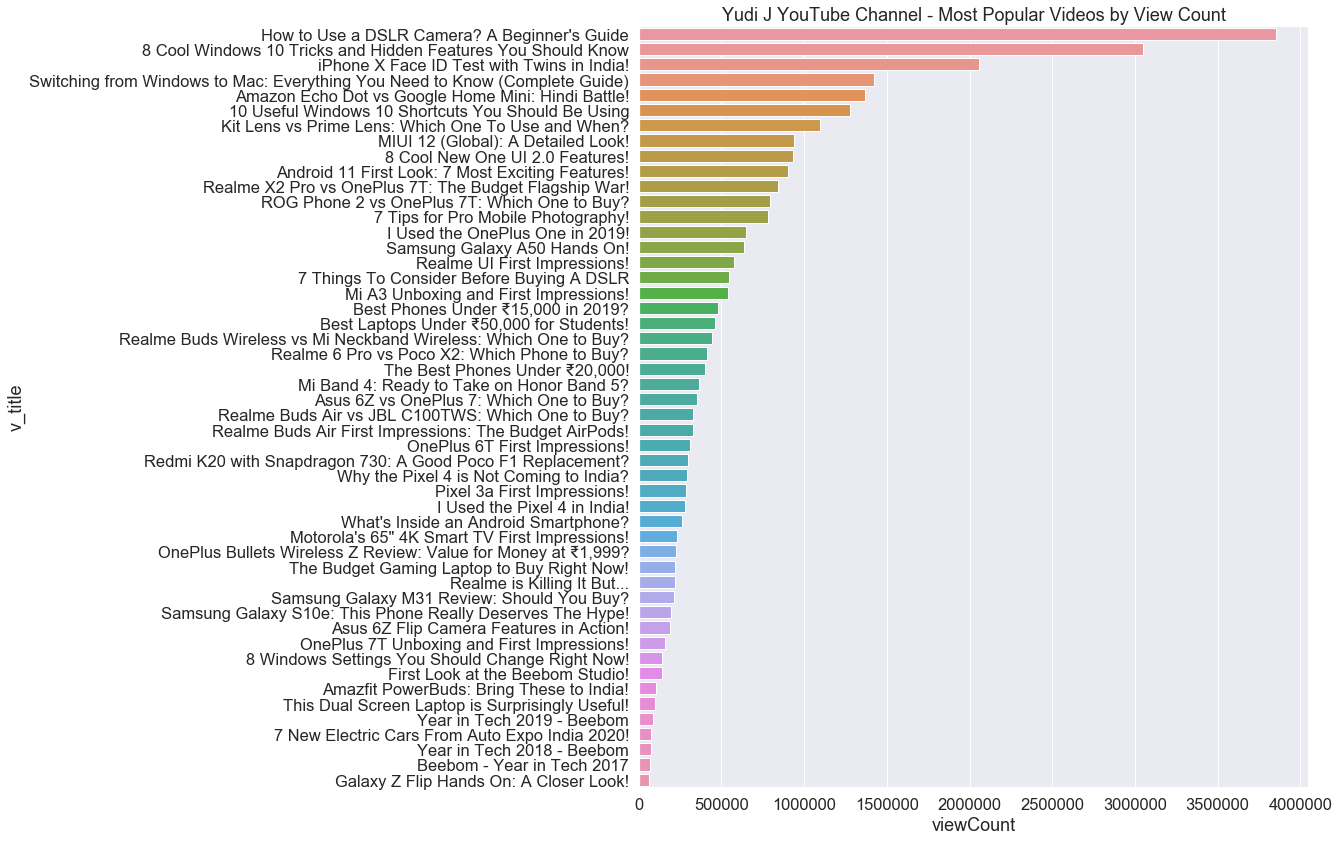 Yudi J YouTube Channel - Most Popular Videos by View Count
How to Use a DSLR Camera? A Beginner's Guide
8 Cool Windows 10 Tricks and Hidden Features You Should Know
iPhone X Face ID Test with Twins in India!
Switching from Windows to Mac: Everything You Need to Know (Complete Guide)
Amazon Echo Dot vs Google Home Mini: Hindi Battle!
10 Useful Windows 10 Shortcuts You Should Be Using
Kit Lens vs Prime Lens: Which One To Use and When?
MIUI 12 (Global): A Detailed Look!
8 Cool New One UI 2.0 Features!
Android 11 First Look: 7 Most Exciting Features!
Realme X2 Pro vs OnePlus 7T: The Budget Flagship War!
ROG Phone 2 vs OnePlus 7T: Which One to Buy?
7 Tips for Pro Mobile Photography!
I Used the OnePlus One in 2019!
Samsung Galaxy A50 Hands On!
Realme UI First Impressions!
7 Things To Consider Before Buying A DSLR
Mi A3 Unboxing and First Impressions!
Best Phones Under ₹15,000 in 2019?
Best Laptops Under ₹50,000 for Students!
Realme Buds Wireless vs Mi Neckband Wireless: Which One to Buy?
Realme 6 Pro vs Poco X2: Which Phone to Buy?
The Best Phones Under ₹20,000!
Mi Band 4: Ready to Take on Honor Band 5?
Asus 6Z vs OnePlus 7: Which One to Buy?
Realme Buds Air vs JBL C100TWS: Which One to Buy?
Realme Buds Air First Impressions: The Budget AirPods!
OnePlus 6T First Impressions!
Redmi K20 with Snapdragon 730: A Good Poco F1 Replacement?
Why the Pixel 4 is Not Coming to India?
Pixel 3a First Impressions!
I Used the Pixel 4 in India!
What's Inside an Android Smartphone?
Motorola's 65" 4K Smart TV First Impressions!
OnePlus Bullets Wireless Z Review: Value for Money at ₹1,999?
The Budget Gaming Laptop to Buy Right Now!
Realme is Killing It But...
Samsung Galaxy M31 Review: Should You Buy?
Samsung Galaxy S10e: This Phone Really Deserves The Hype!
Asus 6Z Flip Camera Features in Action!
OnePlus 7T Unboxing and First Impressions!
8 Windows Settings You Should Change Right Now!
First Look at the Beebom Studio!
Amazfit PowerBuds: Bring These to India!
This Dual Screen Laptop is Surprisingly Useful!
Year in Tech 2019 - Beebom
7 New Electric Cars From Auto Expo India 2020!
Year in Tech 2018 - Beebom
Beebom - Year in Tech 2017
Galaxy Z Flip Hands On: A Closer Look!
v_title
0 500000 1000000 1500000 2000000 2500000 3000000 3500000 4000000
viewCount